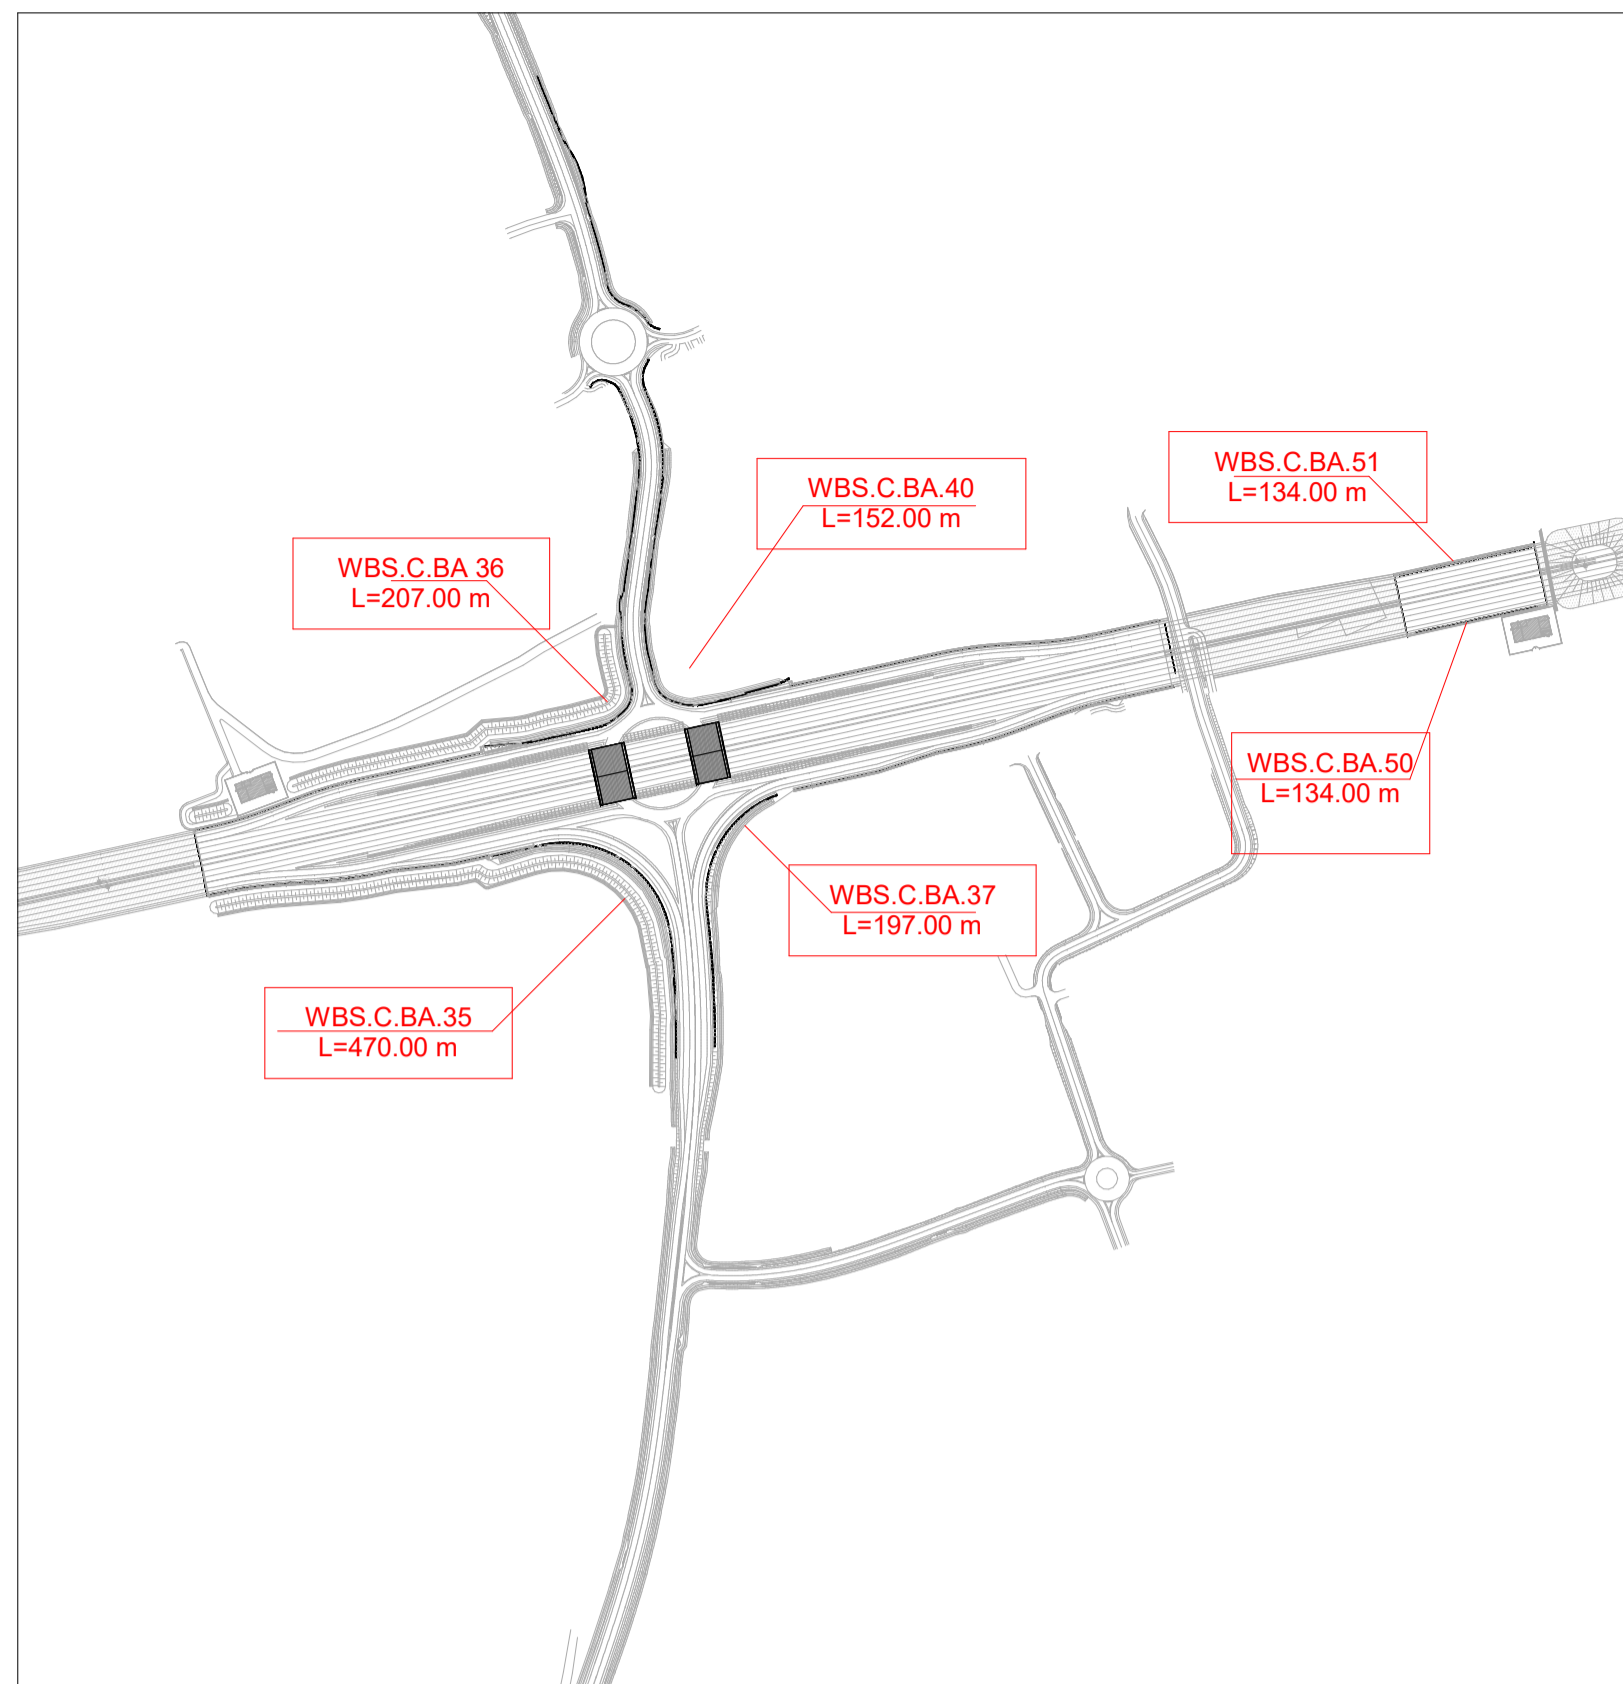 WBS.C.BA.51
L=134.00 m
WBS.C.BA.40
L=152.00 m
WBS.C.BA 36
L=207.00 m
WBS.C.BA.50
L=134.00 m
WBS.C.BA.37
L=197.00 m
WBS.C.BA.35
L=470.00 m